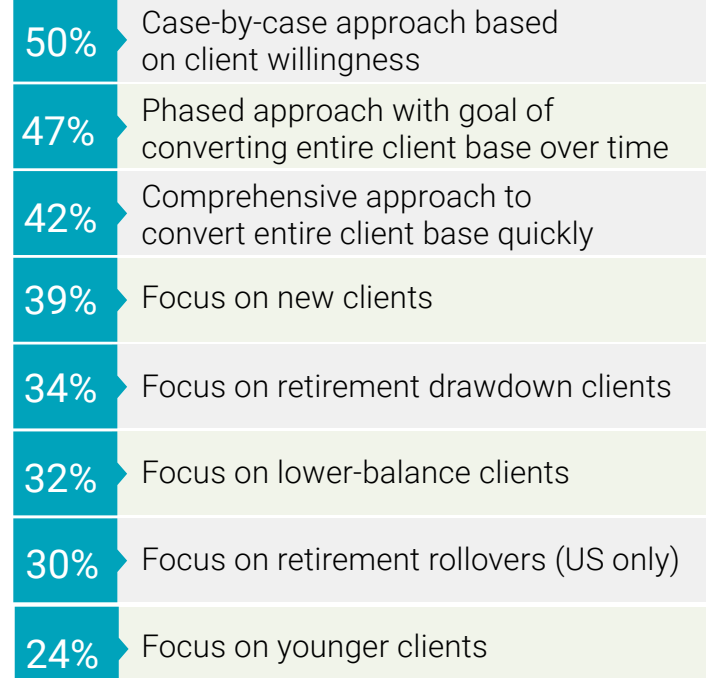 50%
Case-by-case approach based
on client willingness
47%
Phased approach with goal of
converting entire client base over time
42%
Comprehensive approach to
convert entire client base quickly
39%
Focus on new clients
34%
Focus on retirement drawdown clients
32%
Focus on lower-balance clients
30%
Focus on retirement rollovers (US only)
24%
Focus on younger clients